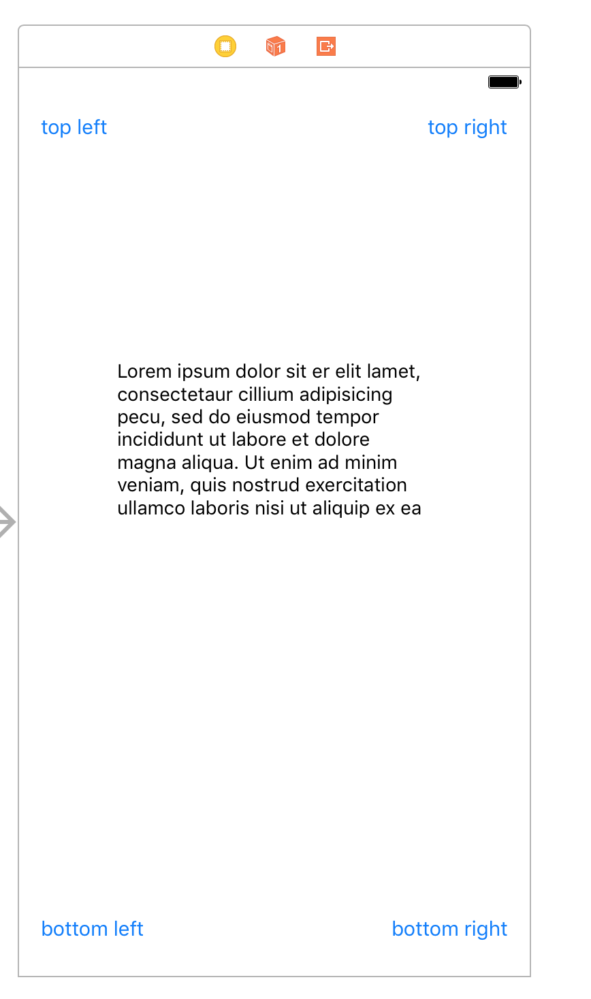 1
top left
top right
Lorem ipsum dolor sit er elit lamet,
consectetaur cillium adipisicing
pecu, sed do eiusmod tempor
incididunt ut labore et dolore
magna aliqua. Ut enim ad minim
veniam, quis nostrud exercitation
ullamco laboris nisi ut aliquip ex ea
bottom left
bottom right